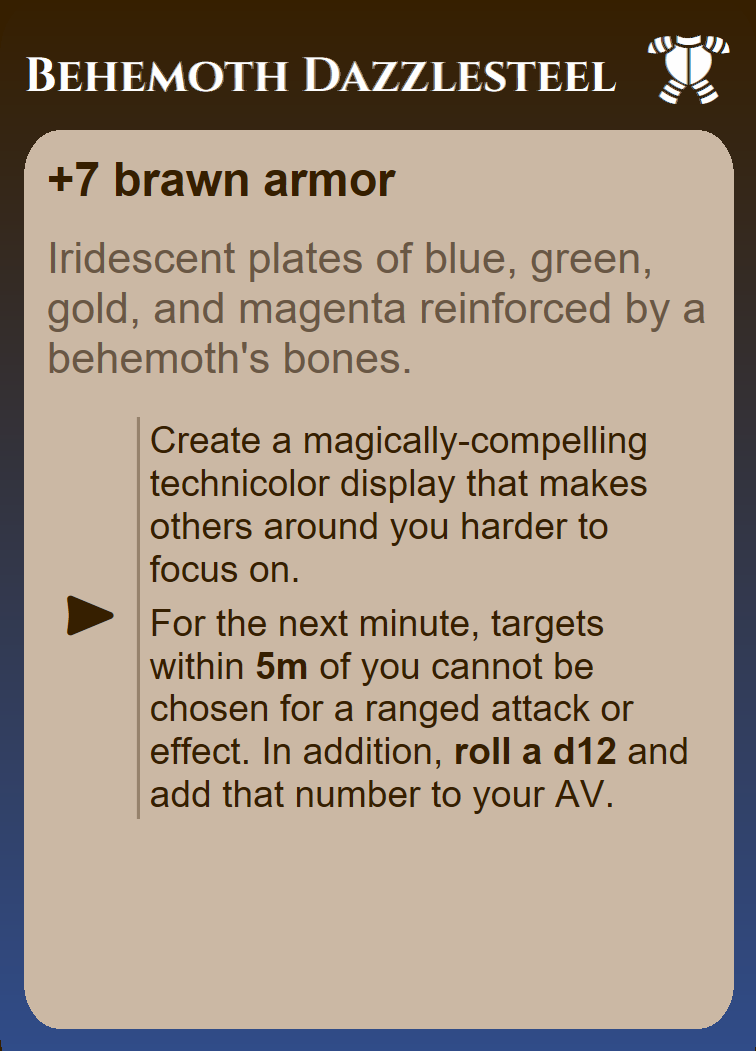 Behemoth Dazzlesteel
+7 brawn armor
Iridescent plates of blue, green,
gold, and magenta reinforced by a
behemoth's bones.
Create a magically-compelling
technicolor display that makes
others around you harder to
focus on.
For the next minute, targets
within 5m of you cannot be
chosen for a ranged attack or
effect. In addition, roll a d12 and
add that number to your AV.